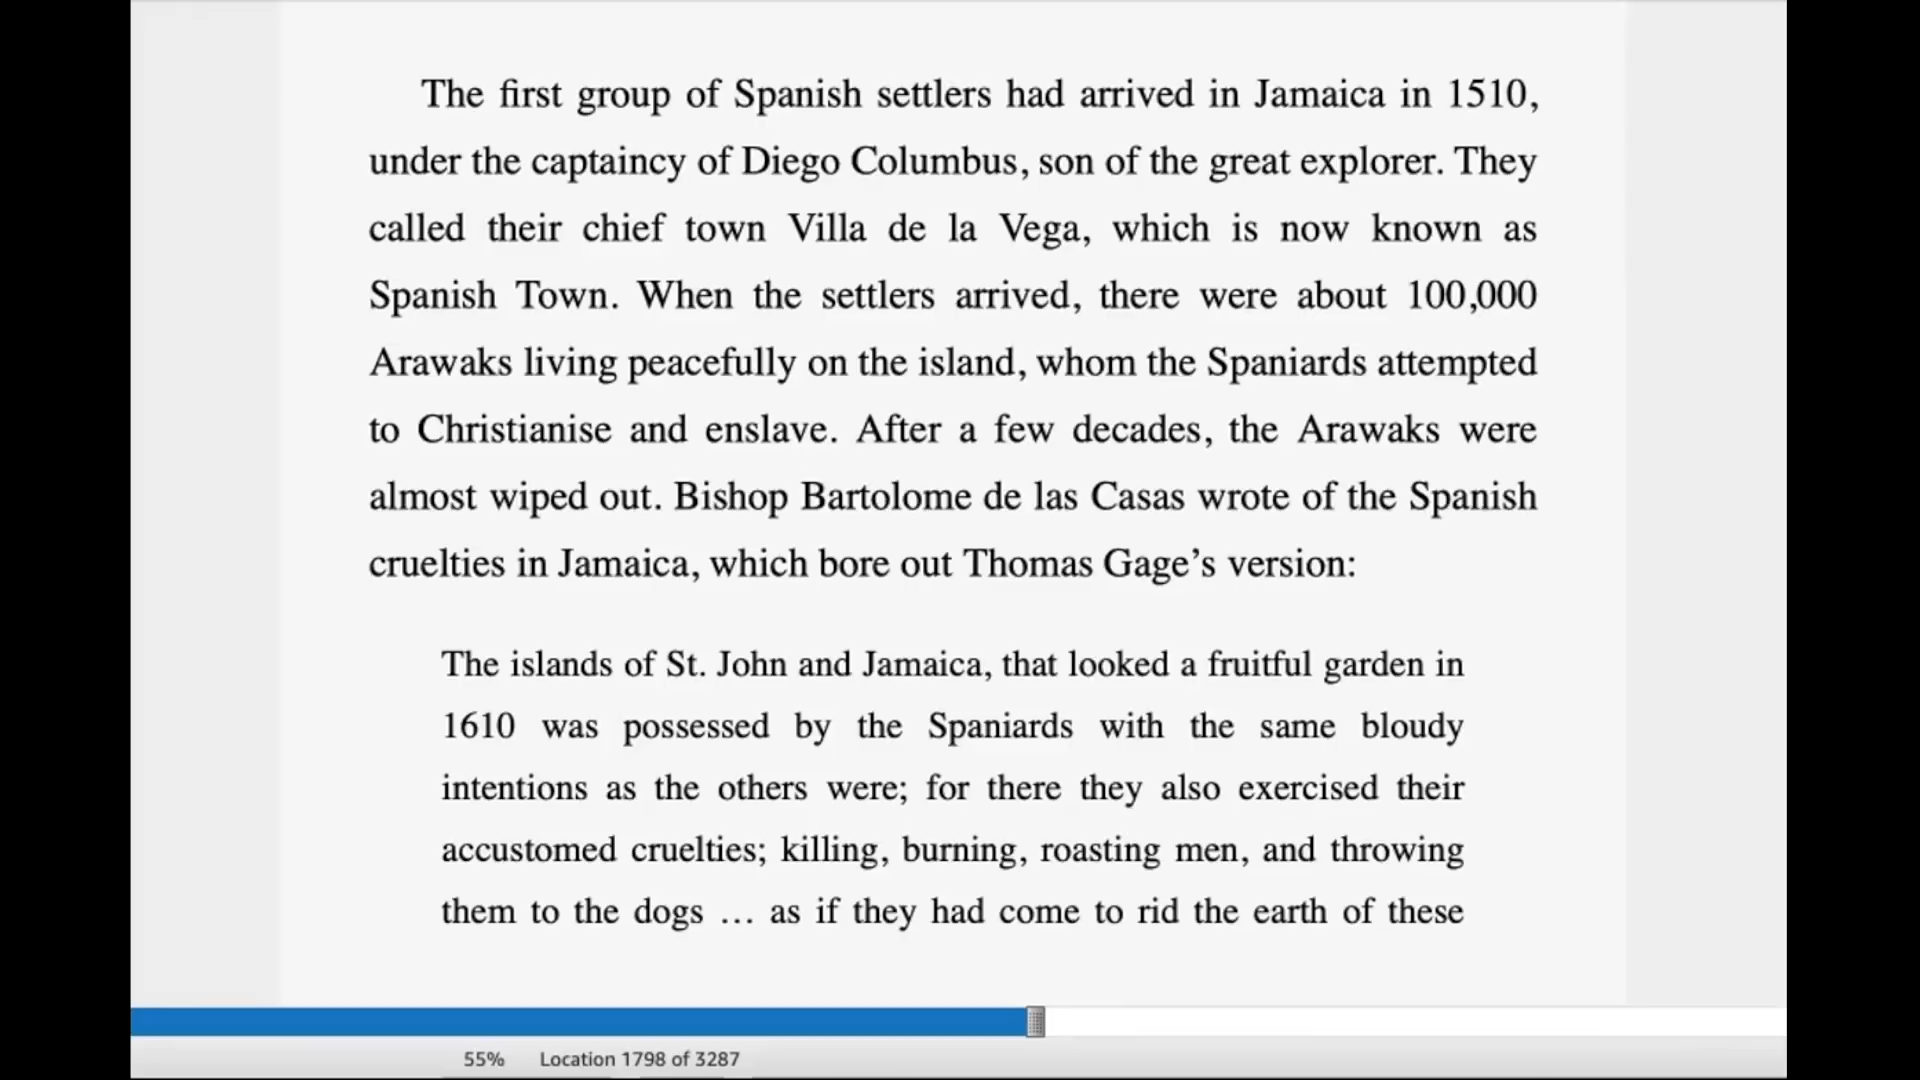 The first group of Spanish settlers had arrived in Jamaica in 1510,
under the captaincy of Diego Columbus, son of the great explorer. They
called their chief town Villa de la Vega, which is now known as
Spanish Town. When the settlers arrived, there were about 100,000
Arawaks living peacefully on the island, whom the Spaniards attempted
to Christianise and enslave. After a few decades, the Arawaks were
almost wiped out. Bishop Bartolome de las Casas wrote of the Spanish
cruelties in Jamaica, which bore out Thomas Gage’s version:
The islands of St. John and Jamaica, that looked a fruitful garden in
1610 was possessed by the Spaniards with the same bloudy
intentions as the others were; for there they also exercised their
accustomed cruelties; killing, burning, roasting men, and throwing
them to the dogs … as if they had come to rid the earth of these
55% Location 1798 of 3287